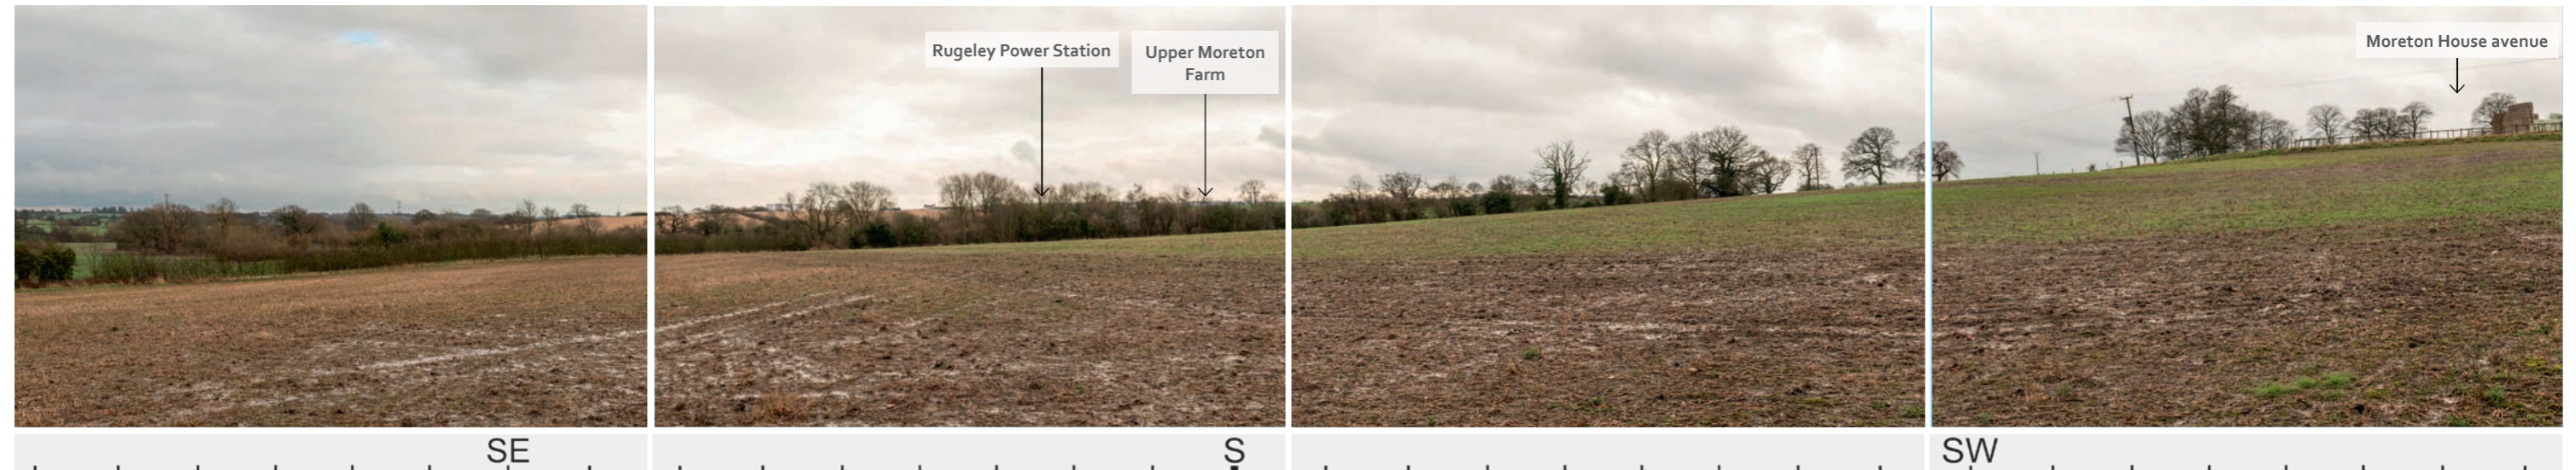 Rugeley Power Station
Upper Moreton
Farm
Moreton House avenue
SE
S
SW